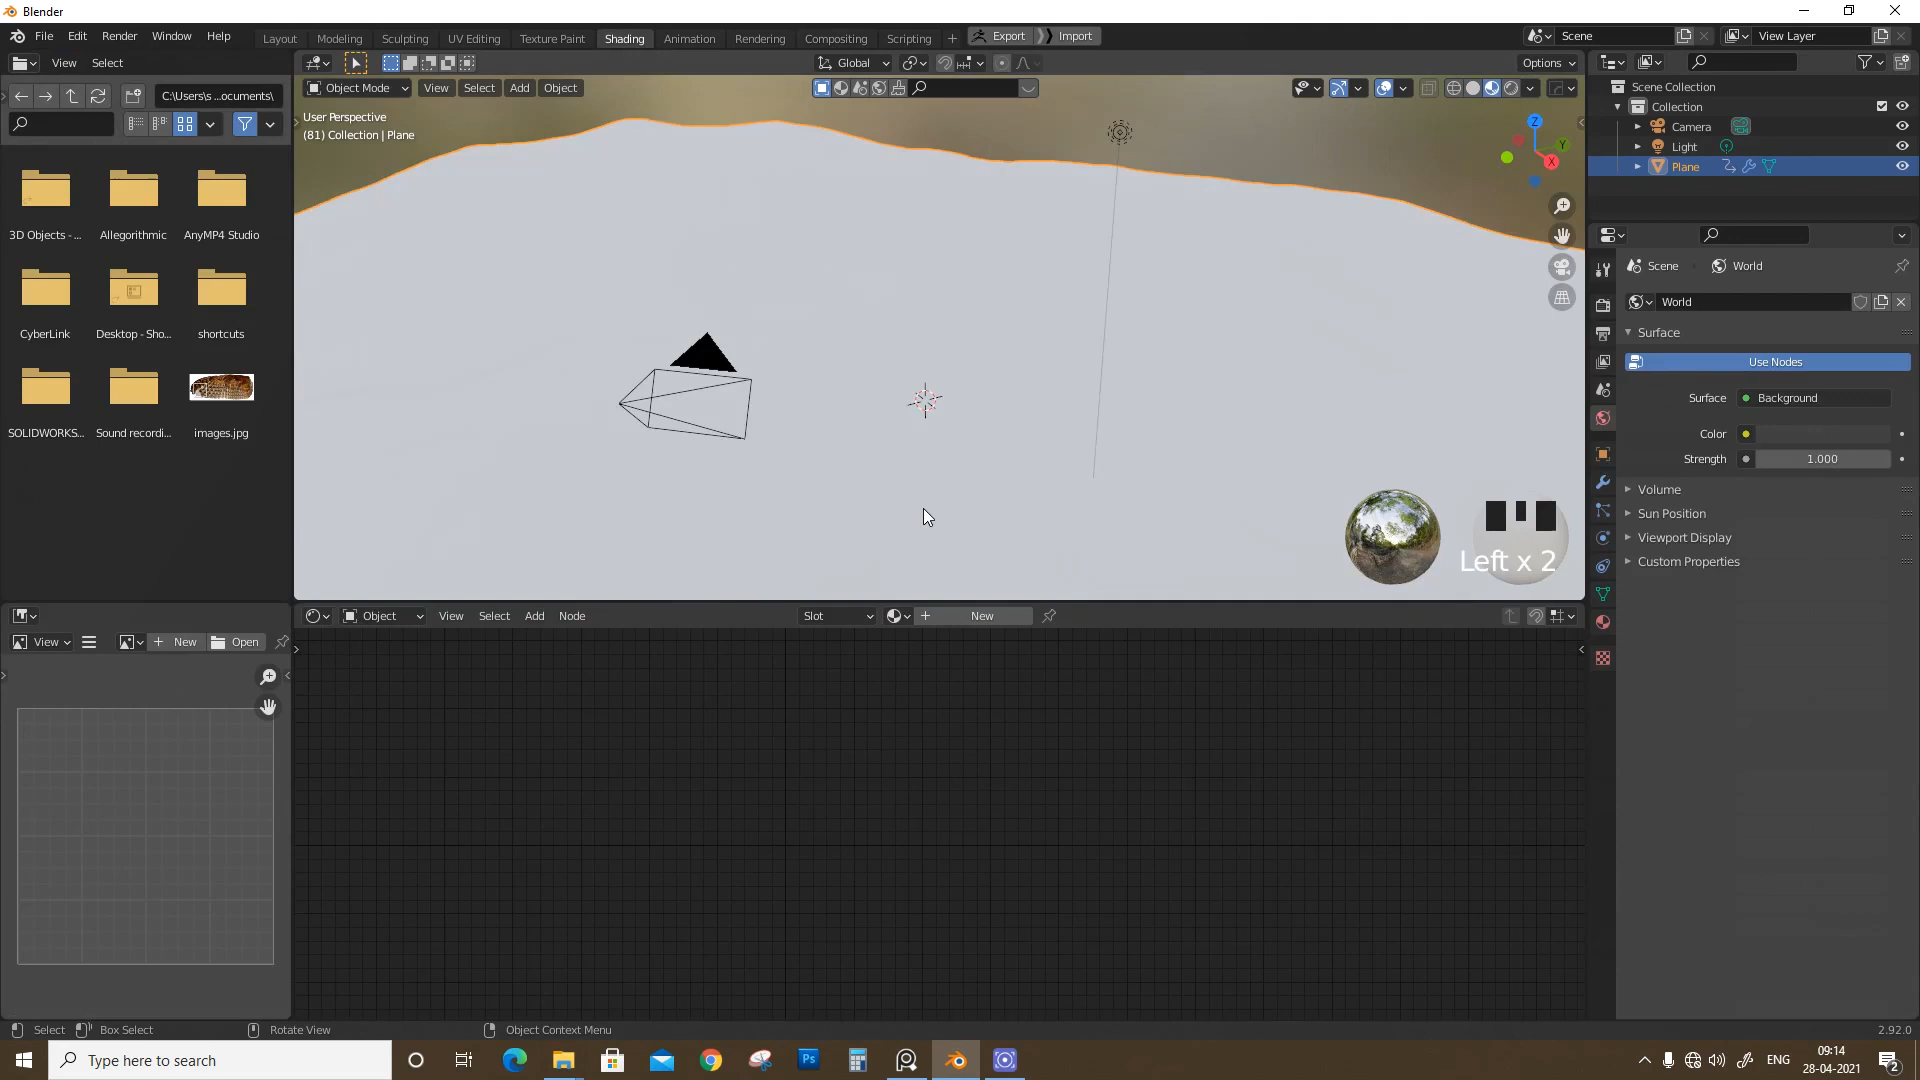 Blender
File Edit Render Window Help Layout Modeling Sculpting UV Editing Texture Paint Shading Animation Rendering Compositing Scripting + Export Import Scene View Layer
View Select
Global
Options
C:\Users\s ...ocuments\
Object Mode View Select Add Object
User Perspective
(81) Collection | Plane
Z
Y
X
3D Objects - ...
Allegorithmic
AnyMP4 Studio
CyberLink
Desktop - Sho...
shortcuts
SOLIDWORKS...
Sound recordi...
images.jpg
Left x 2
Scene Collection
Collection
Camera
Light
Plane
Scene World
World
Surface
Use Nodes
Surface Background
Color
Strength 1.000
Volume
Sun Position
Viewport Display
Custom Properties
Object View Select Add Node Slot + New
View + New Open
Select Box Select Rotate View Object Context Menu 2.92.0
Type here to search
Ps
ENG
09:14
28-04-2021
2